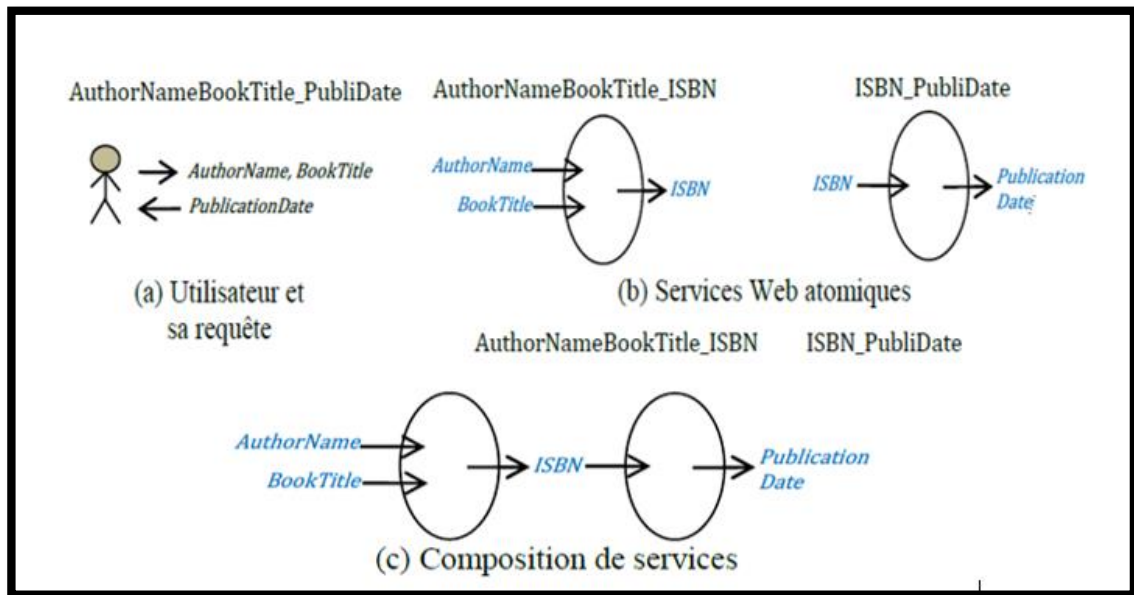 AuthorNameBookTitle_PubliDate
AuthorName, BookTitle
PublicationDate
(a) Utilisateur et
sa requête
AuthorNameBookTitle_ISBN
AuthorName
BookTitle
ISBN
ISBN_PubliDate
ISBN
Publication
Date
(b) Services Web atomiques
AuthorNameBookTitle_ISBN
ISBN_PubliDate
AuthorName
BookTitle
ISBN
Publication
Date
(c) Composition de services